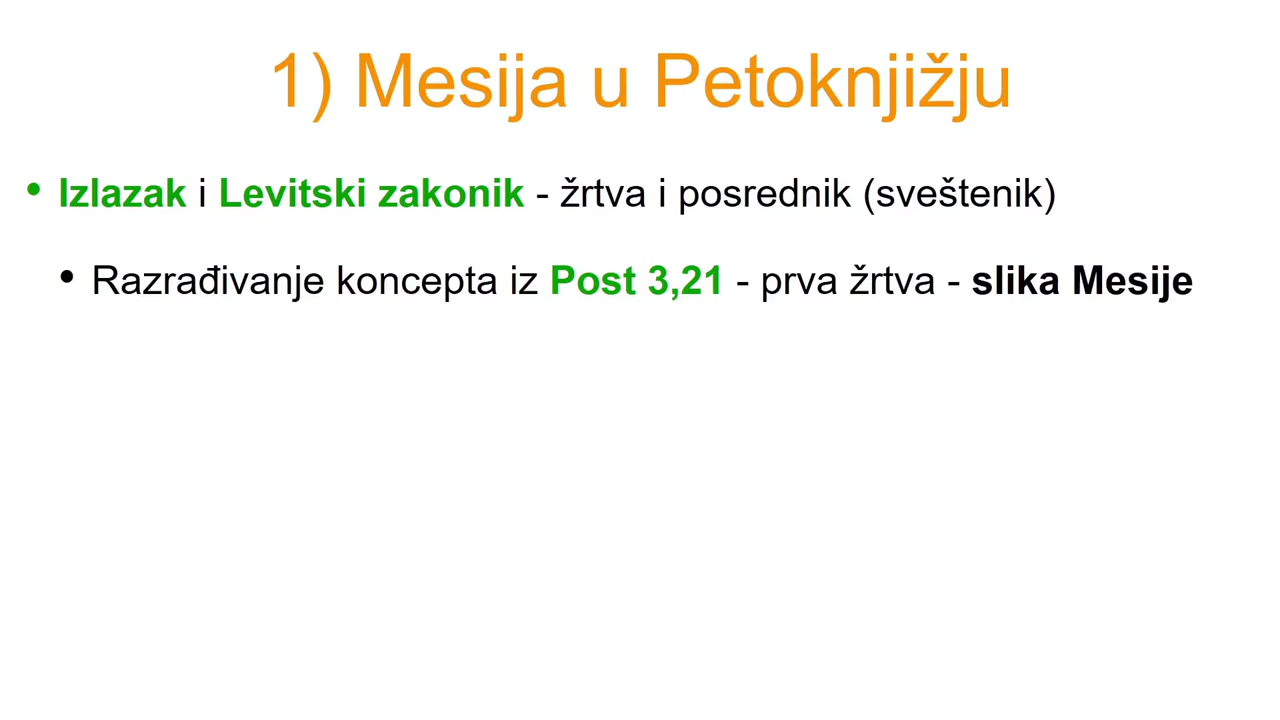 1) Mesija u Petoknjižju
• Izlazak i Levitski zakonik - žrtva i posrednik (sveštenik)
• Razrađivanje koncepta iz Post 3,21 - prva žrtva - slika Mesije